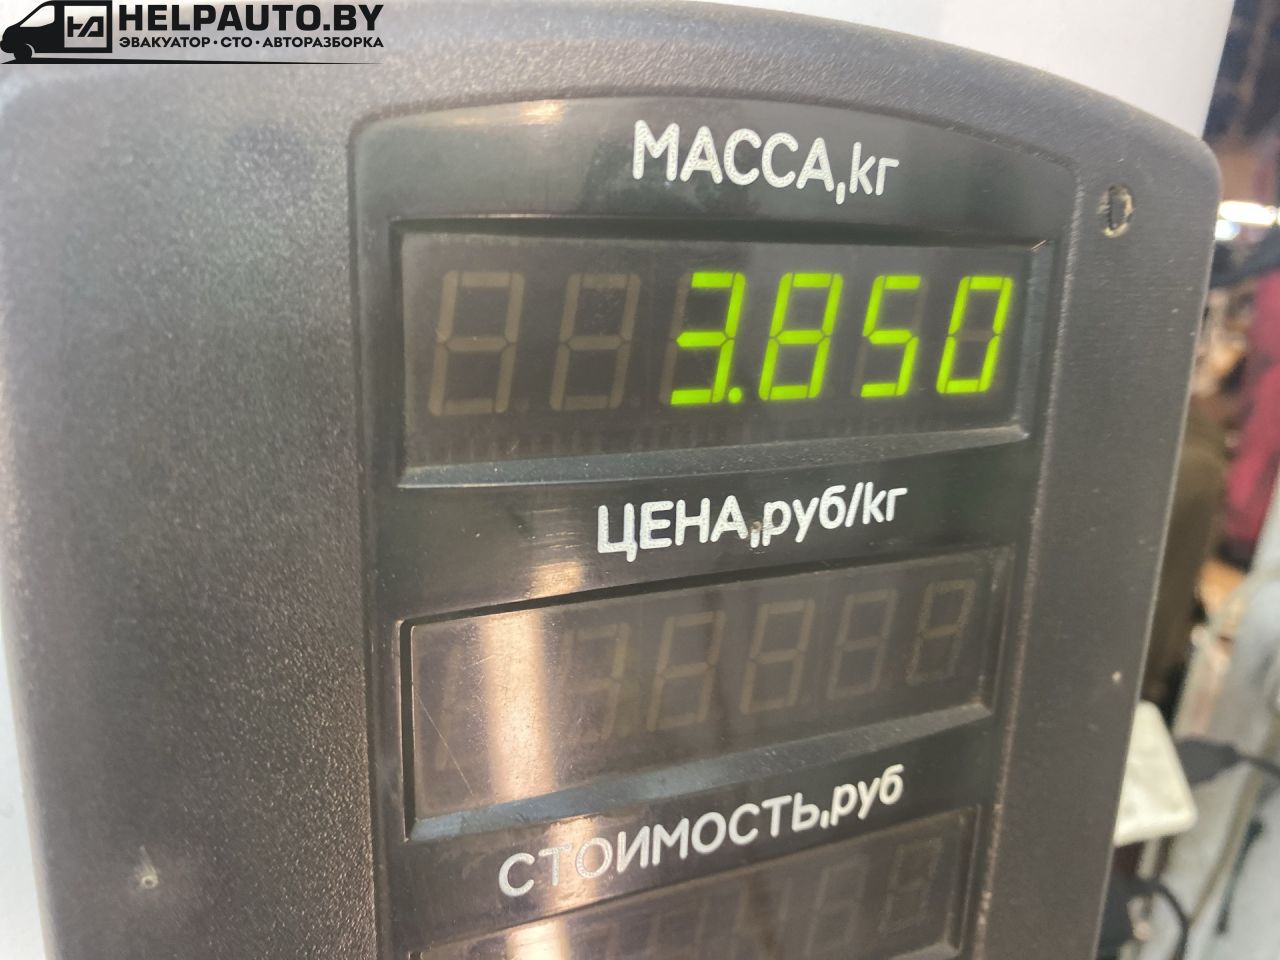 HELPAUTO.BY
ЭВАКУАТОР · СТО · АВТОРАЗБОРКА
МАССА,кг
3.850
ЦЕНА,руб/кг
СТОИМОСТЬ,руб